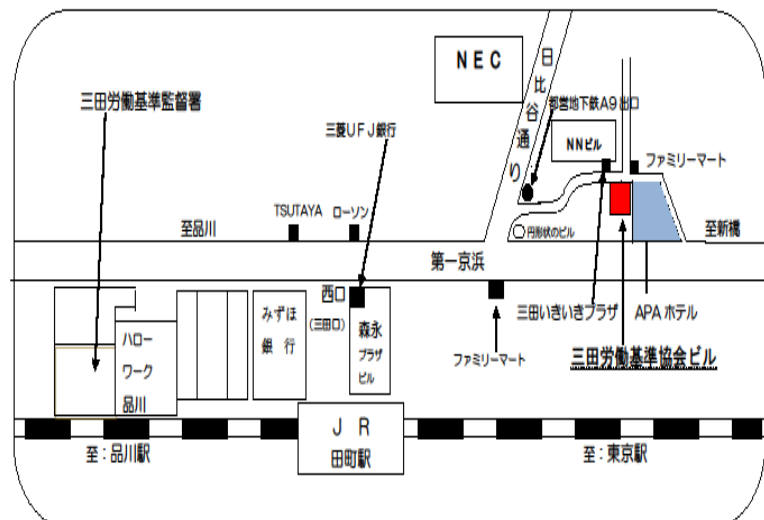 NEC
日比谷通り
三田労働基準監督署
都営地下鉄A9出口
三菱UFJ銀行
NNビル
ファミリーマート
TSUTAYA
ローソン
至品川
円形状のビル
至新橋
第一京浜
西口
(三田口)
みずほ
銀行
森永
プラザ
ビル
ハロー
ワーク
品川
三田いきいきプラザ
APAホテル
ファミリーマート
三田労働基準協会ビル
JR
田町駅
至:品川駅
至:東京駅